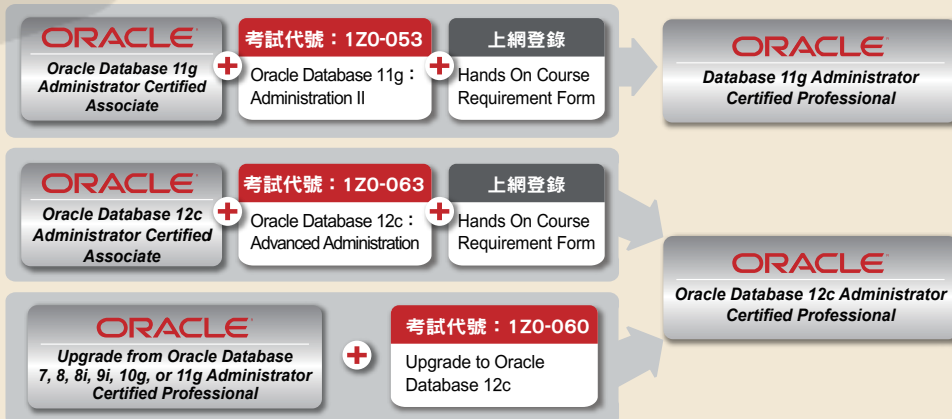 ORACLE
Oracle Database 11g
Administrator Certified
Associate
考試代號：1Z0-053
Oracle Database 11g：
Administration II
上網登錄
Hands On Course
Requirement Form
ORACLE
Database 11g Administrator
Certified Professional
ORACLE
Oracle Database 12c
Administrator Certified
Associate
考試代號：1Z0-063
Oracle Database 12c：
Advanced Administration
上網登錄
Hands On Course
Requirement Form
ORACLE
Oracle Database 12c Administrator
Certified Professional
ORACLE
Upgrade from Oracle Database
7, 8, 8i, 9i, 10g, or 11g Administrator
Certified Professional
考試代號：1Z0-060
Upgrade to Oracle
Database 12c